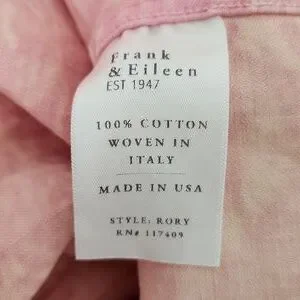 Frank
& Eileen
EST 1947
100% COTTON
WOVEN IN
ITALY
MADE IN USA
STYLE: RORY
RN# 117409